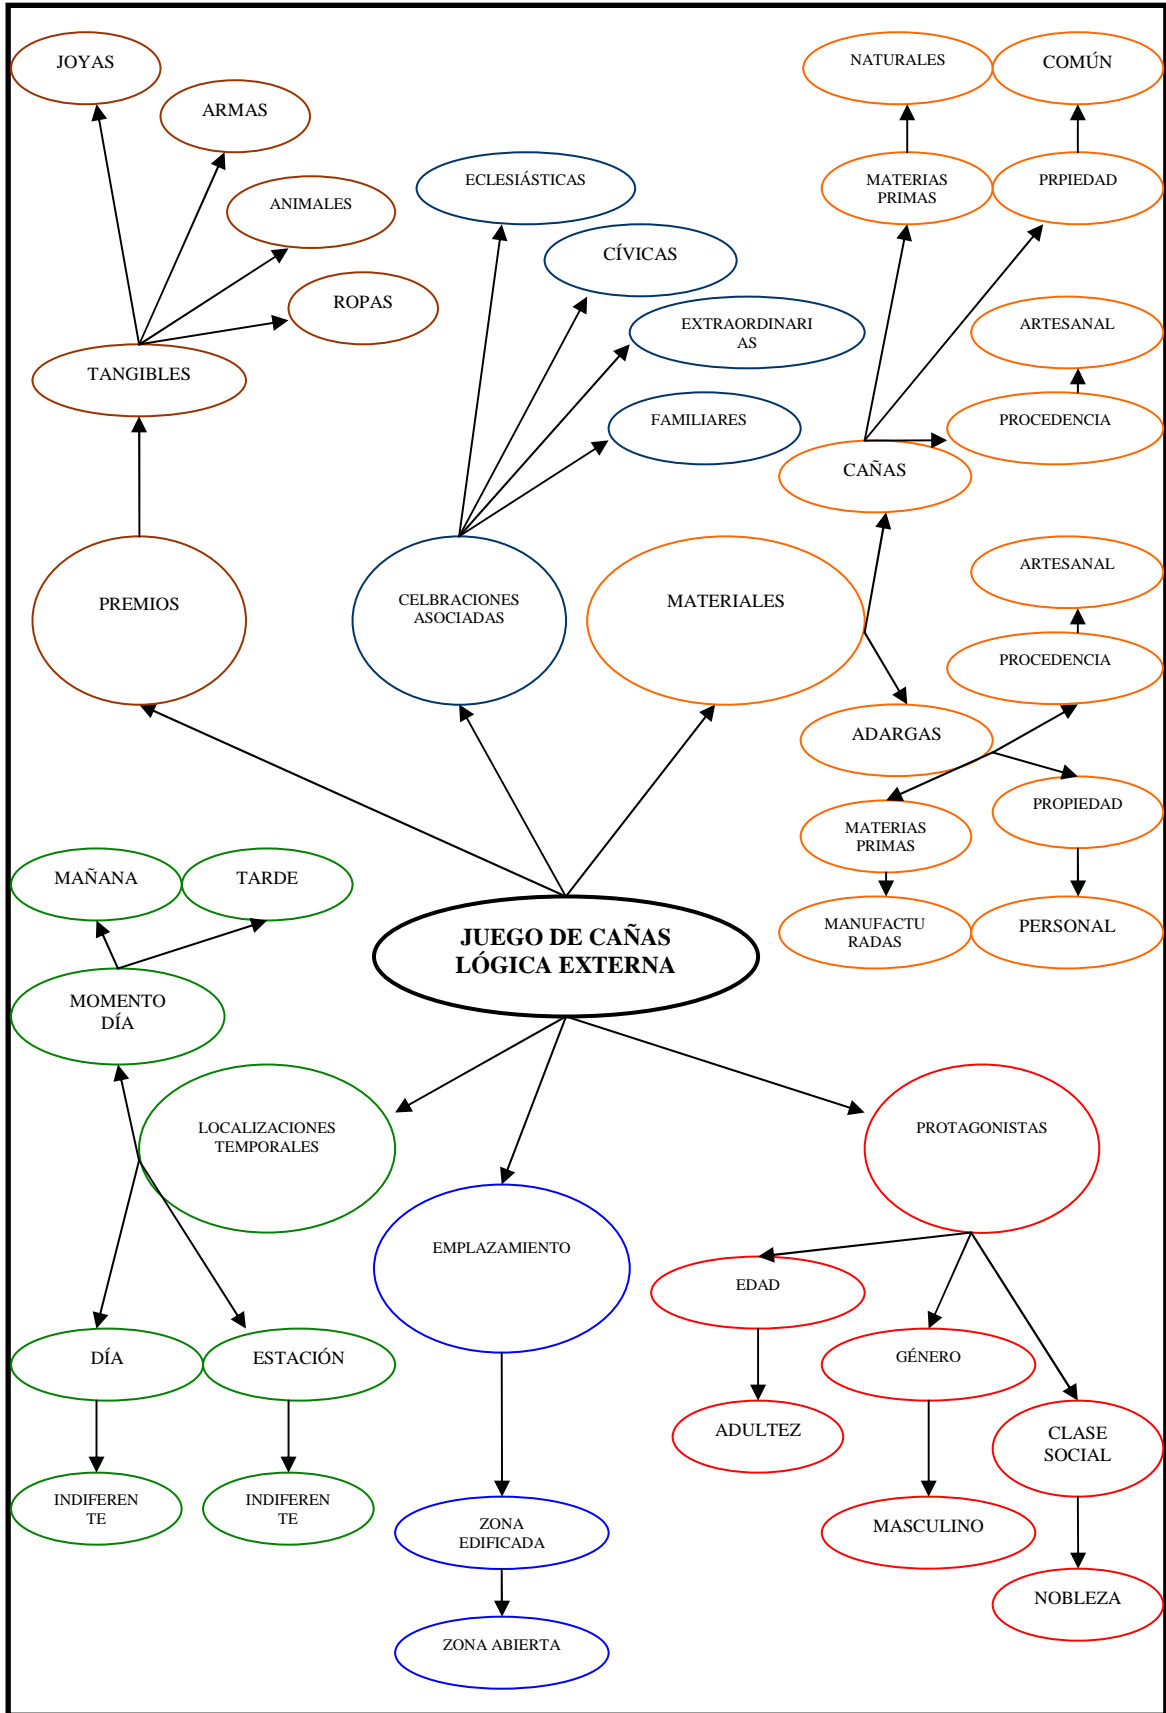 JOYAS
NATURALES
COMÚN
ARMAS
ECLESIÁSTICAS
MATERIAS
PRIMAS
PRPIEDAD
ANIMALES
CÍVICAS
ROPAS
EXTRAORDINARI
AS
ARTESANAL
TANGIBLES
FAMILIARES
PROCEDENCIA
CAÑAS
ARTESANAL
PREMIOS
CELBRACIONES
ASOCIADAS
MATERIALES
PROCEDENCIA
ADARGAS
PROPIEDAD
MATERIAS
PRIMAS
MAÑANA
TARDE
MANUFACTU
RADAS
PERSONAL
JUEGO DE CAÑAS
LÓGICA EXTERNA
MOMENTO
DÍA
LOCALIZACIONES
TEMPORALES
PROTAGONISTAS
EMPLAZAMIENTO
EDAD
DÍA
ESTACIÓN
GÉNERO
ADULTEZ
CLASE
SOCIAL
INDIFEREN
TE
INDIFEREN
TE
ZONA
EDIFICADA
MASCULINO
NOBLEZA
ZONA ABIERTA